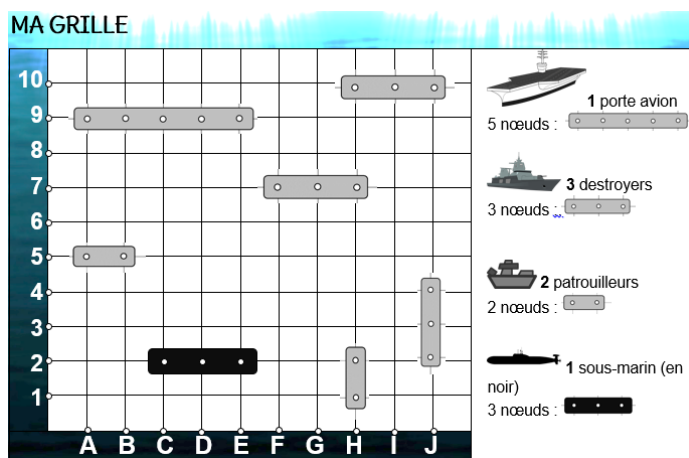 MA GRILLE
10
9
8
7
6
5
4
3
2
1
A B C D E F G H I J
1 porte avion
5 nœuds :
3 destroyers
3 nœuds :
2 patrouilleurs
2 nœuds :
1 sous-marin (en
noir)
3 nœuds :